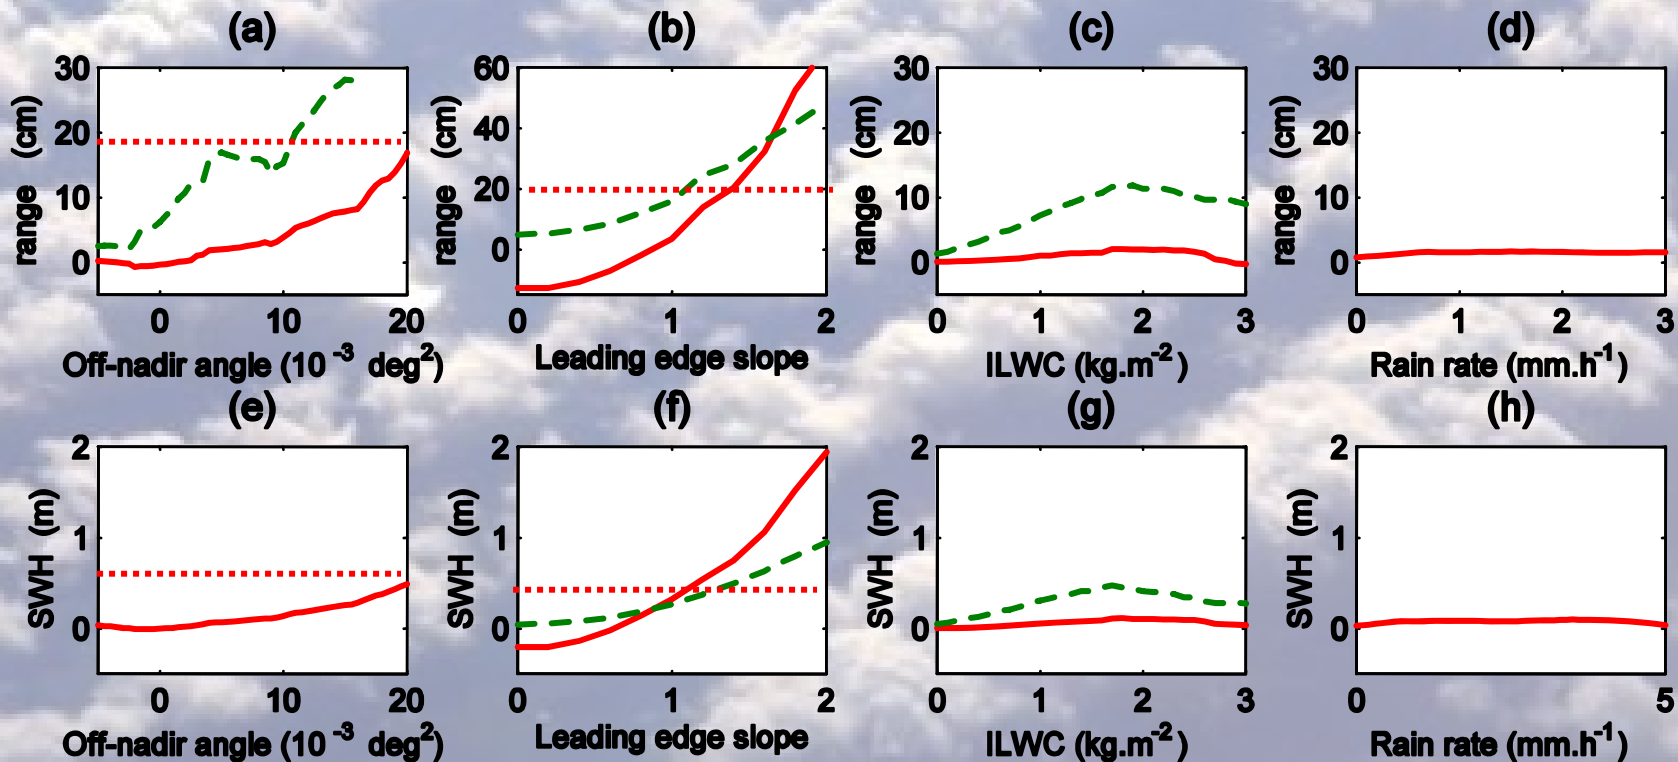 (a) (b) (c) (d)
30 60 30 30
20 40 20 20
10 20 10 10
0 0 0 0
range (cm) range (cm) range (cm) range (cm)
0 10 20 0 1 2 0 1 2 3 0 1 2 3
Off-nadir angle (10⁻³ deg²) Leading edge slope ILWC (kg.m⁻²) Rain rate (mm.h⁻¹)
(e) (f) (g) (h)
2 2 2 2
1 1 1 1
0 0 0 0
SWH (m) SWH (m) SWH (m) SWH (m)
0 10 20 0 1 2 0 1 2 3 0 5
Off-nadir angle (10⁻³ deg²) Leading edge slope ILWC (kg.m⁻²) Rain rate (mm.h⁻¹)